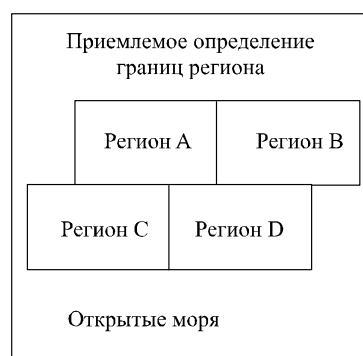 Приемлемое определение
границ региона
Регион A
Регион B
Регион C
Регион D
Открытые моря